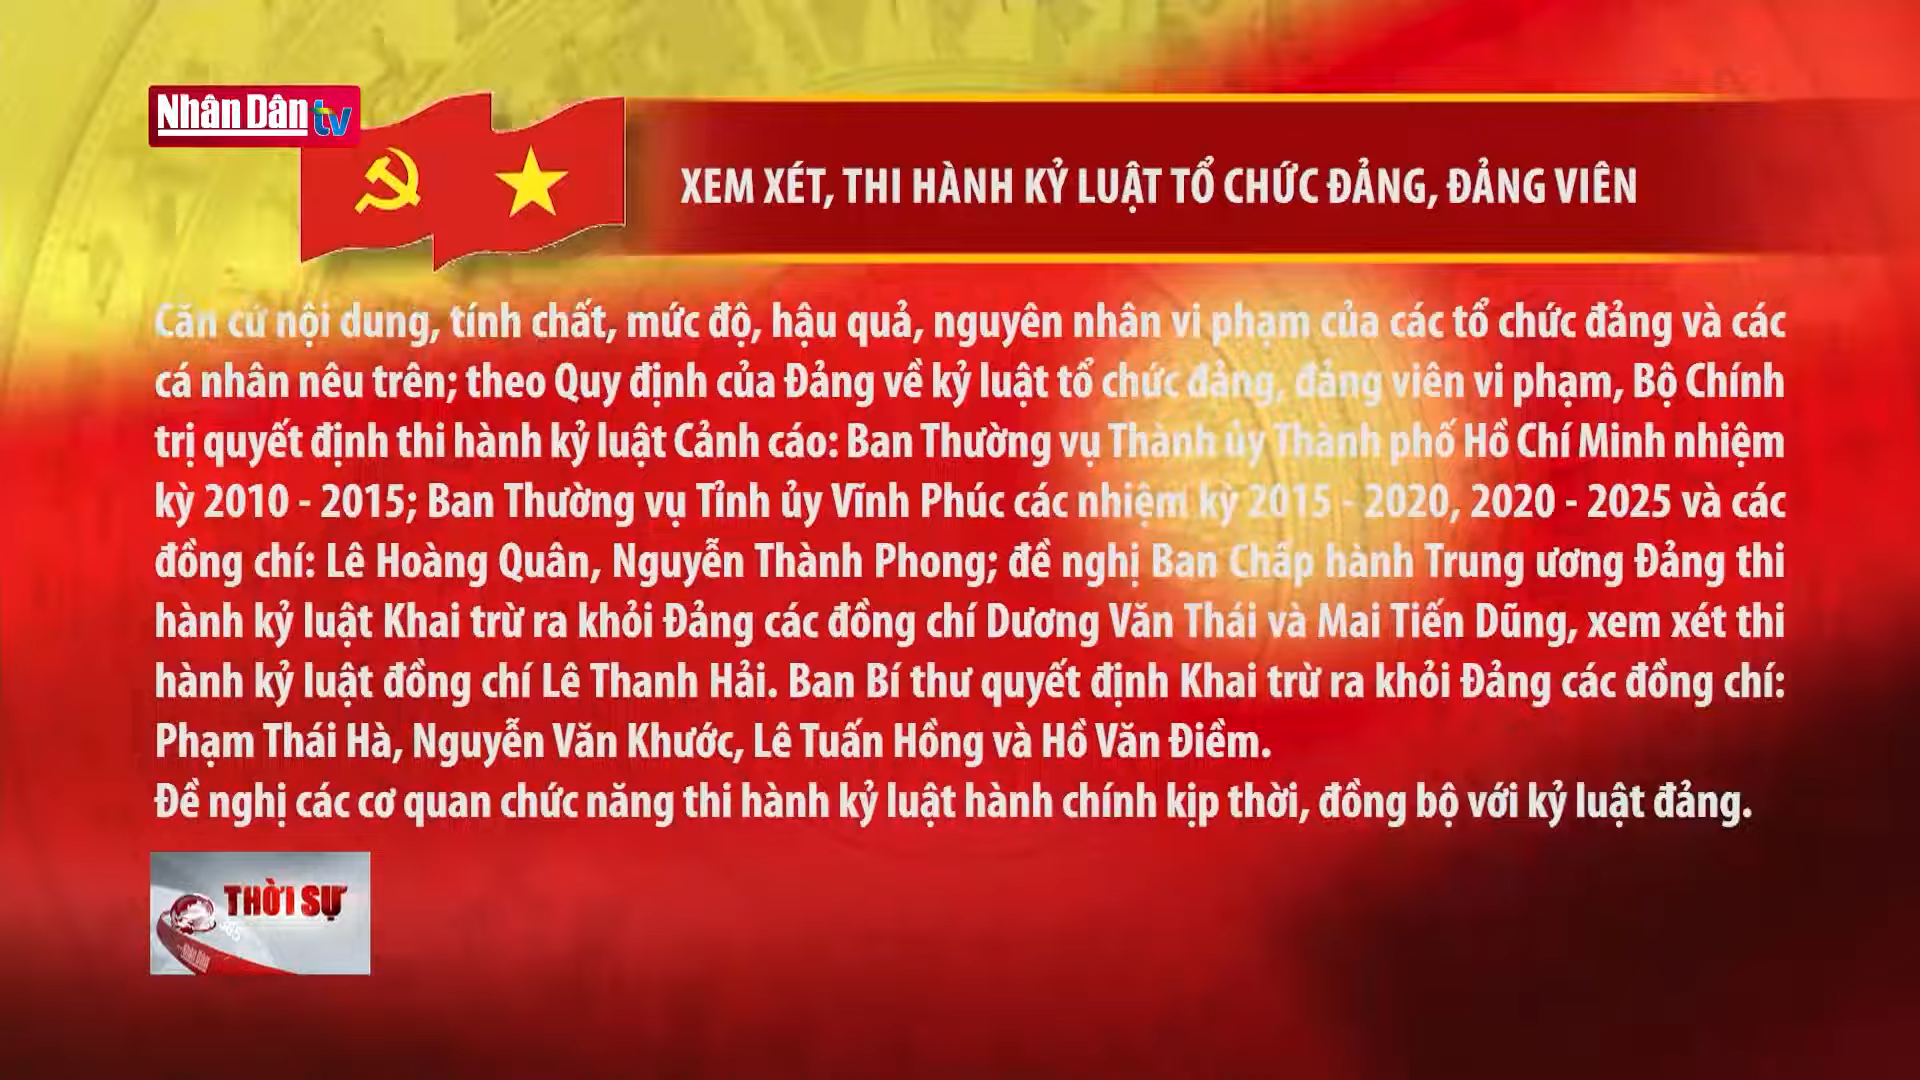 Nhân Dân tv
XEM XÉT, THI HÀNH KỶ LUẬT TỔ CHỨC ĐẢNG, ĐẢNG VIÊN
Căn cứ nội dung, tính chất, mức độ, hậu quả, nguyên nhân vi phạm của các tổ chức đảng và các
cá nhân nêu trên; theo Quy định của Đảng về kỷ luật tổ chức đảng, đảng viên vi phạm, Bộ Chính
trị quyết định thi hành kỷ luật Cảnh cáo: Ban Thường vụ Thành ủy Thành phố Hồ Chí Minh nhiệm
kỳ 2010 - 2015; Ban Thường vụ Tỉnh ủy Vĩnh Phúc các nhiệm kỳ 2015 - 2020, 2020 - 2025 và các
đồng chí: Lê Hoàng Quân, Nguyễn Thành Phong; đề nghị Ban Chấp hành Trung ương Đảng thi
hành kỷ luật Khai trừ ra khỏi Đảng các đồng chí Dương Văn Thái và Mai Tiến Dũng, xem xét thi
hành kỷ luật đồng chí Lê Thanh Hải. Ban Bí thư quyết định Khai trừ ra khỏi Đảng các đồng chí:
Phạm Thái Hà, Nguyễn Văn Khước, Lê Tuấn Hồng và Hồ Văn Điềm.
Đề nghị các cơ quan chức năng thi hành kỷ luật hành chính kịp thời, đồng bộ với kỷ luật đảng.
THỜI SỰ
365
Nhân Dân